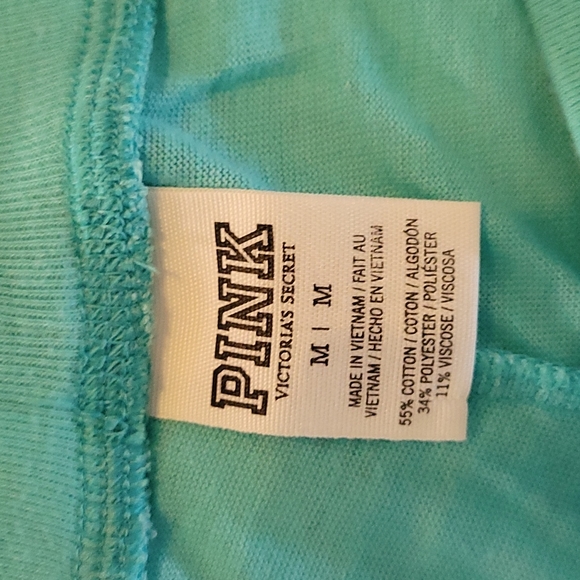 PINK
VICTORIA'S SECRET
M | M
MADE IN VIETNAM / FAIT AU
VIETNAM / HECHO EN VIETNAM
55% COTTON / COTON / ALGODÓN
34% POLYESTER / POLIÉSTER
11% VISCOSE / VISCOSA